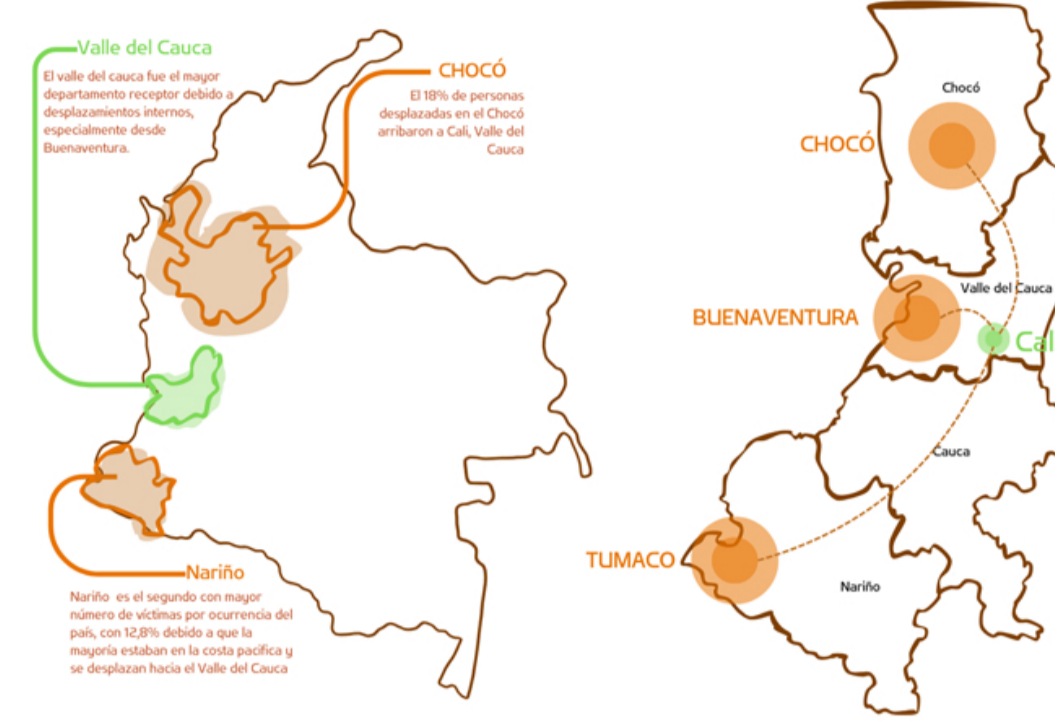 Valle del Cauca
El valle del cauca fue el mayor
departamento receptor debido a
desplazamientos internos,
especialmente desde
Buenaventura.
CHOCÓ
El 18% de personas
desplazadas en el Chocó
arribaron a Cali, Valle del
Cauca
Nariño
Nariño es el segundo con mayor
número de víctimas por ocurrencia del
país, con 12,8% debido a que la
mayoría estaban en la costa pacifica y
se desplazan hacia el Valle del Cauca
Chocó
CHOCÓ
Valle del Cauca
BUENAVENTURA
Cal
Cauca
TUMACO
Nariño